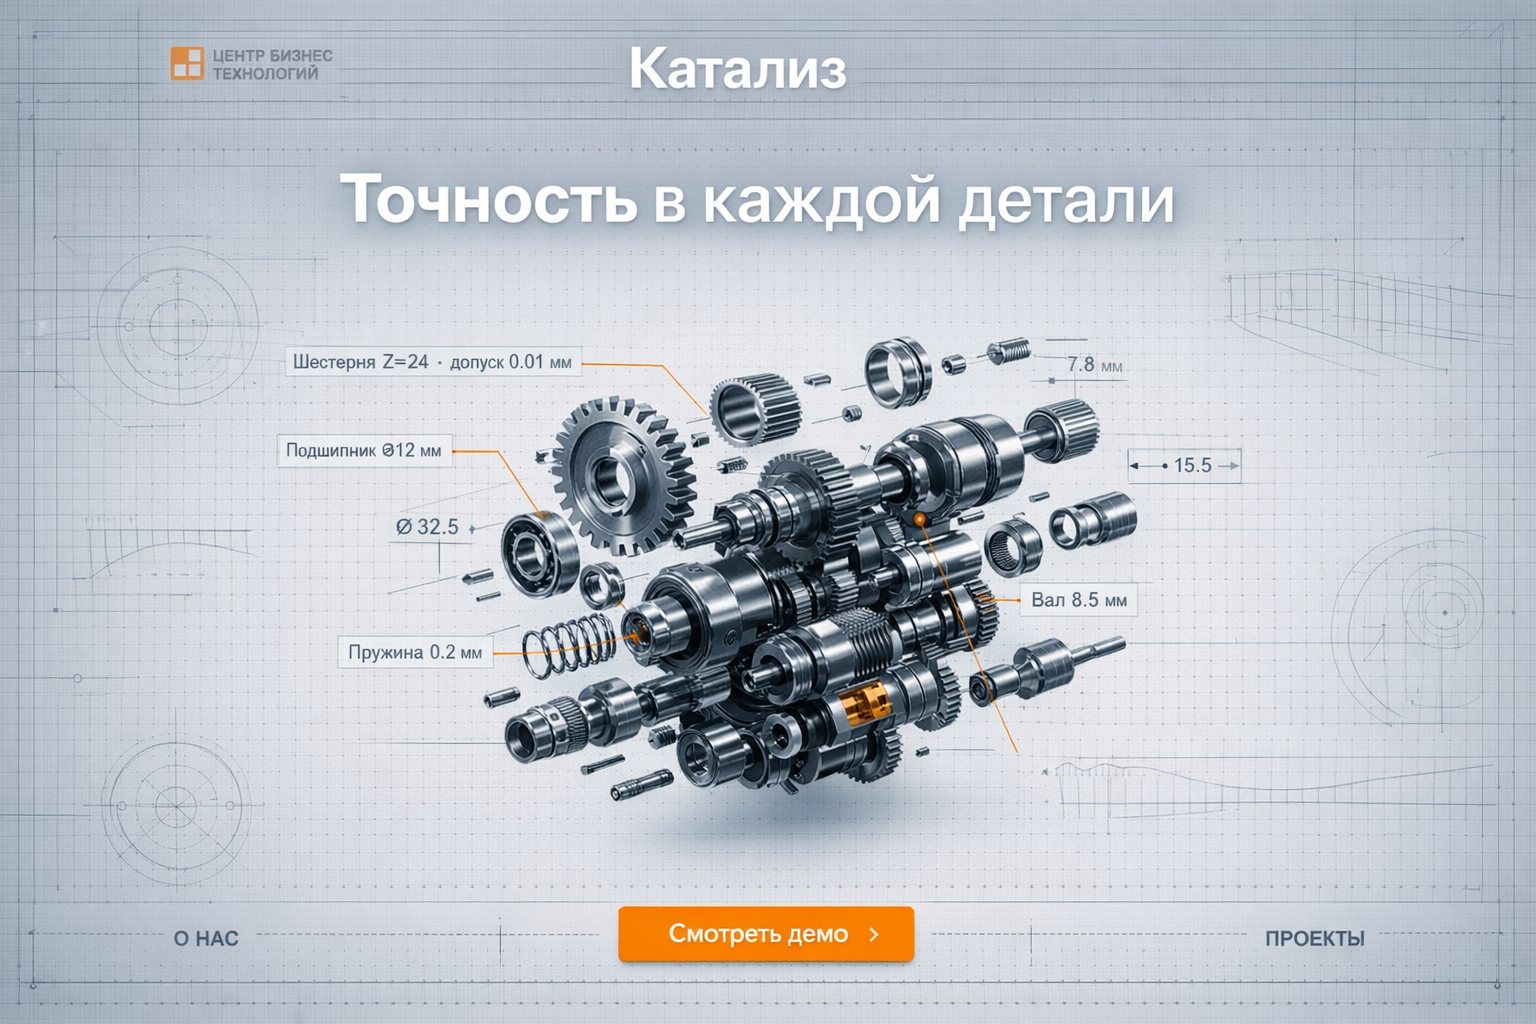 ЦЕНТР БИЗНЕС
ТЕХНОЛОГИЙ
Катализ
Точность в каждой детали
Шестерня Z=24 · допуск 0.01 мм
7.8 мм
Подшипник Ø12 мм
15.5
Ø 32.5
Вал 8.5 мм
Пружина 0.2 мм
О НАС
Смотреть демо >
ПРОЕКТЫ